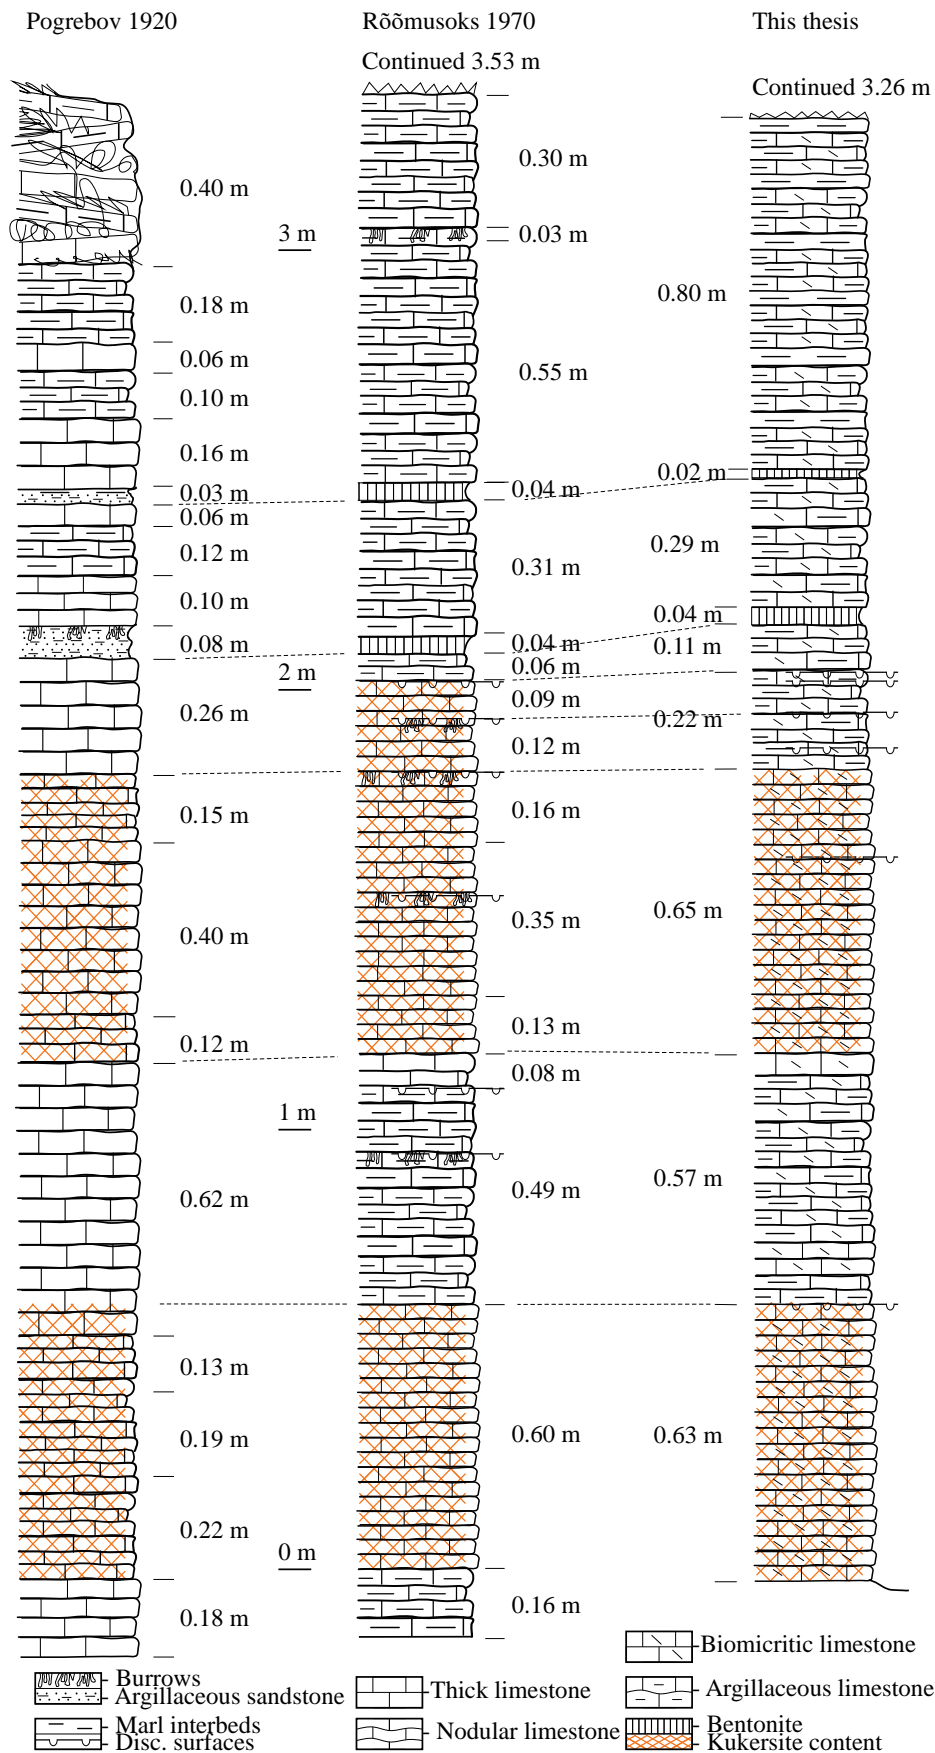 Pogrebov 1920
Rõõmusoks 1970
This thesis
Continued 3.53 m
Continued 3.26 m
0.40 m
0.18 m
0.06 m
0.10 m
0.16 m
0.03 m
0.06 m
0.12 m
0.10 m
0.08 m
0.26 m
0.15 m
0.40 m
0.12 m
0.62 m
0.13 m
0.19 m
0.22 m
0.18 m
3 m
2 m
1 m
0 m
0.30 m
0.03 m
0.55 m
0.04 m
0.31 m
0.04 m
0.06 m
0.09 m
0.12 m
0.16 m
0.35 m
0.13 m
0.08 m
0.49 m
0.60 m
0.16 m
0.80 m
0.02 m
0.29 m
0.04 m
0.11 m
0.22 m
0.65 m
0.57 m
0.63 m
Burrows
Argillaceous sandstone
Marl interbeds
Disc. surfaces
Thick limestone
Nodular limestone
Biomicritic limestone
Argillaceous limestone
Bentonite
Kukersite content